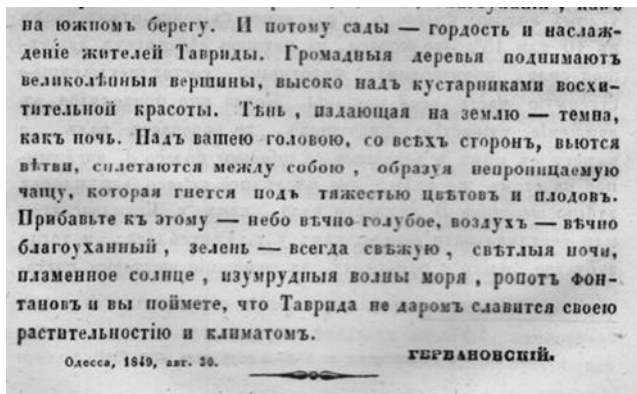 на южномъ берегу. И потому сады — гордость и наслаж-
деніе жителей Тавриды. Громадныя деревья поднимаютъ
великолѣпныя вершины, высоко надъ кустарниками восхи-
тительной красоты. Тѣнь, падающая на землю — темна,
какъ ночь. Надъ вашею головою, со всѣхъ сторонъ, вьются
вѣтви, сплетаются между собою, образуя непроницаемую
чащу, которая гнется подъ тяжестью цвѣтовъ и плодовъ.
Прибавьте къ этому — небо вѣчно голубое, воздухъ — вѣчно
благоуханный, зелень — всегда свѣжую, свѣтлыя ночи,
пламенное солнце, изумрудныя волны моря, ропотъ фон-
тановъ и вы поймете, что Таврида не даромъ славится своею
растительностію и климатомъ.
ГЕРБАНОВСКІЙ.
Одесса, 1849, авг. 30.